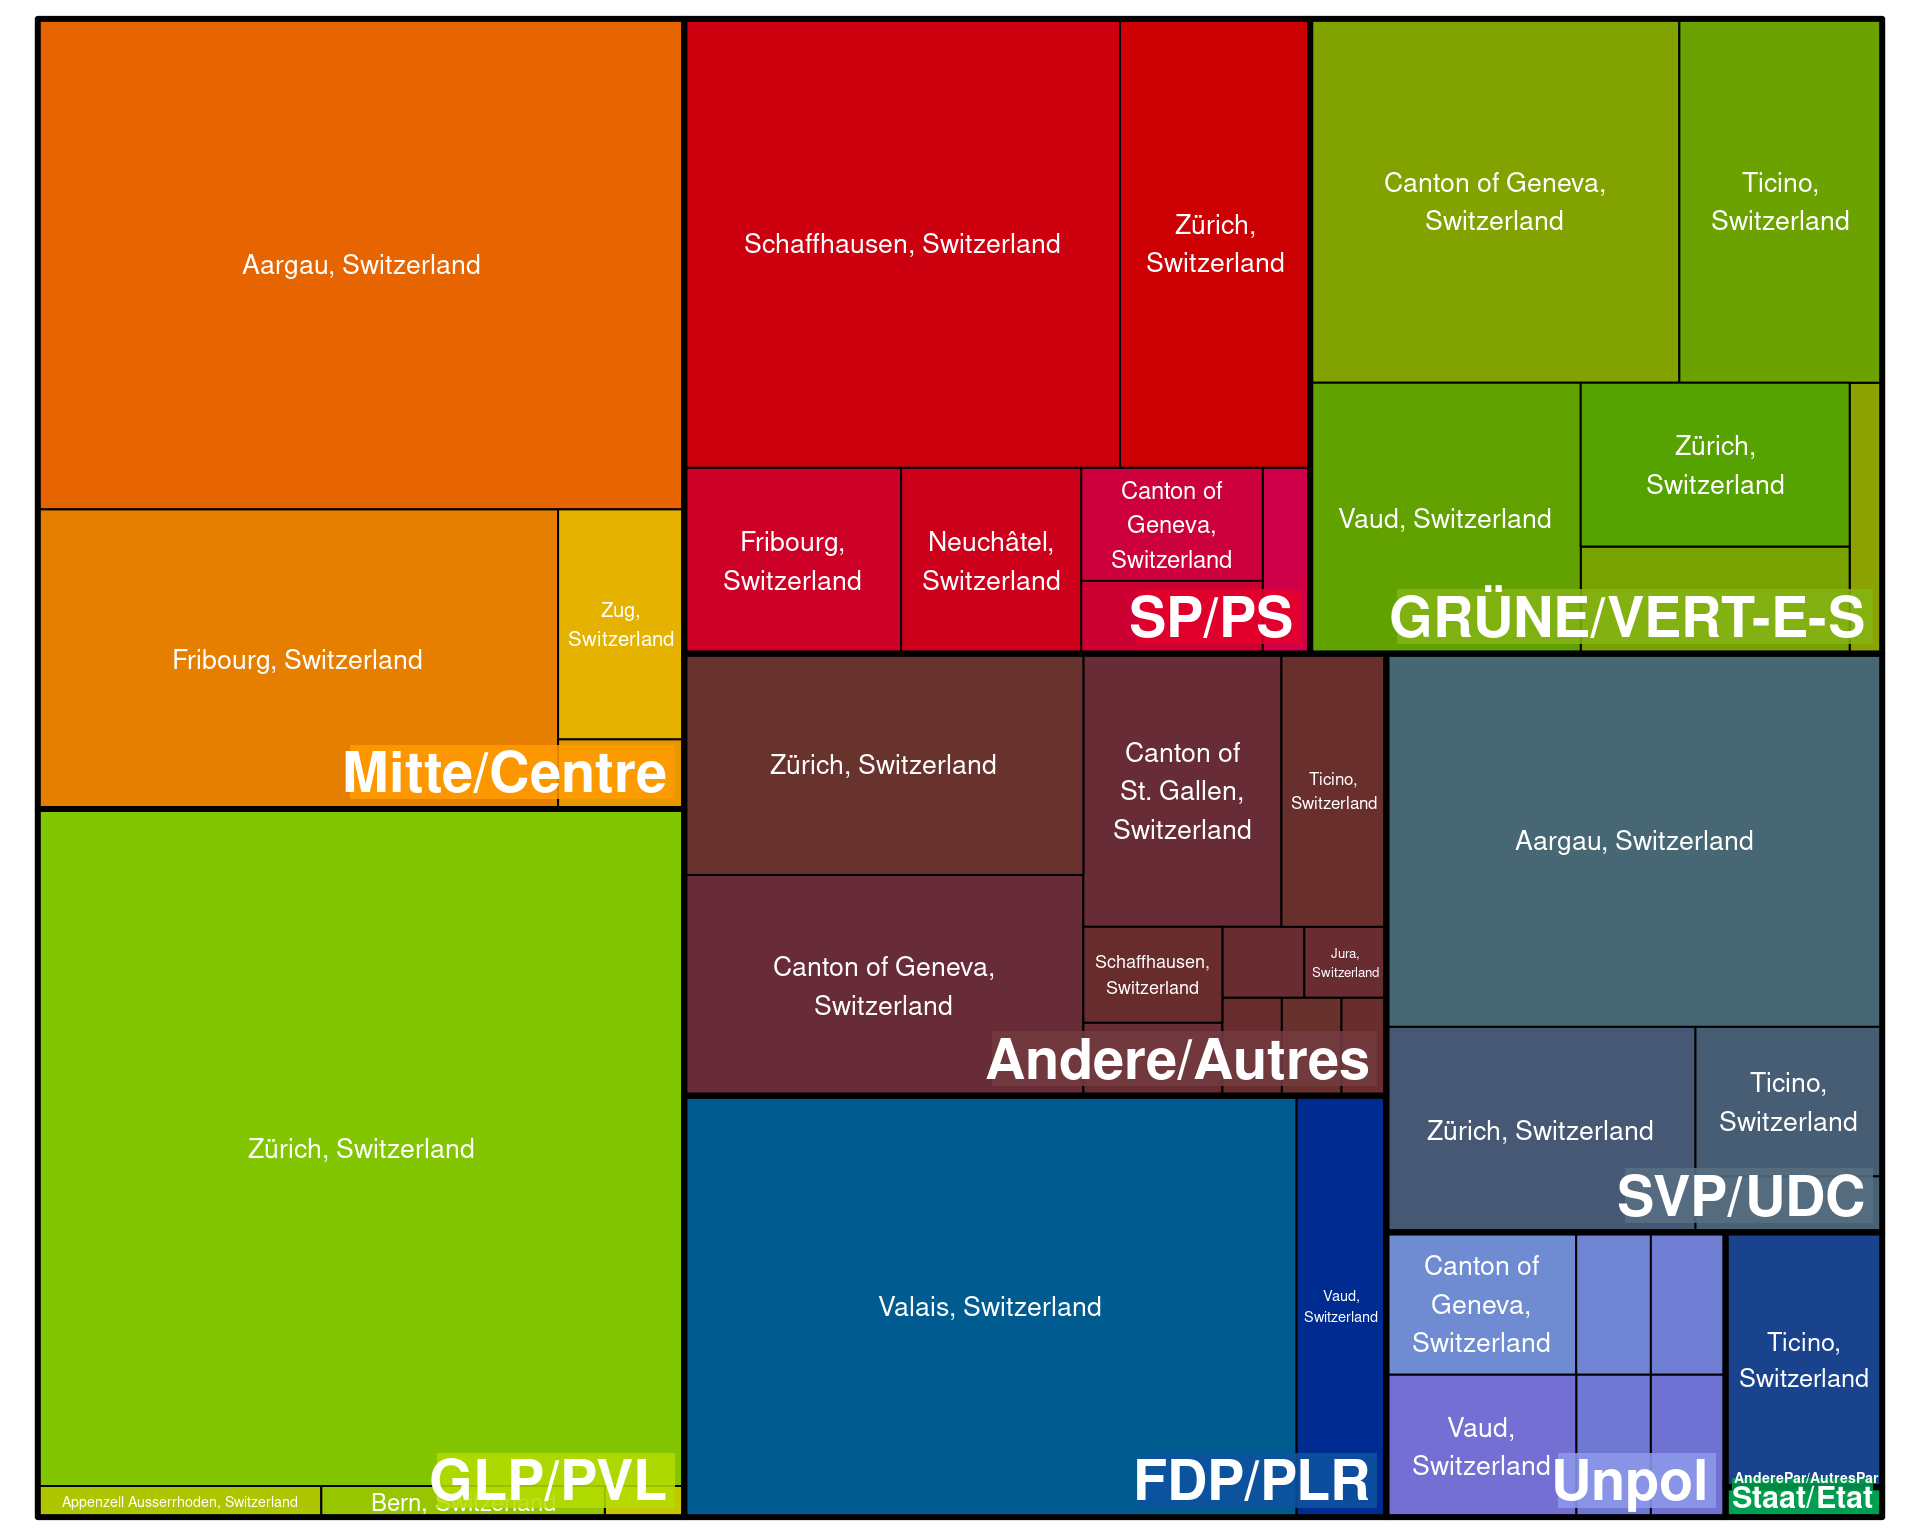 Aargau, Switzerland
Fribourg, Switzerland
Zug,
Switzerland
Mitte/Centre
Zürich, Switzerland
Appenzell Ausserrhoden, Switzerland
Bern, Switzerland
GLP/PVL
Schaffhausen, Switzerland
Zürich,
Switzerland
Fribourg,
Switzerland
Neuchâtel,
Switzerland
Canton of
Geneva,
Switzerland
SP/PS
Canton of Geneva,
Switzerland
Ticino,
Switzerland
Vaud, Switzerland
Zürich,
Switzerland
GRÜNE/VERT-E-S
Zürich, Switzerland
Canton of Geneva,
Switzerland
Canton of
St. Gallen,
Switzerland
Ticino,
Switzerland
Schaffhausen,
Switzerland
Jura,
Switzerland
Andere/Autres
Valais, Switzerland
Vaud,
Switzerland
FDP/PLR
Aargau, Switzerland
Zürich, Switzerland
Ticino,
Switzerland
SVP/UDC
Canton of
Geneva,
Switzerland
Vaud,
Switzerland
Unpol
Ticino,
Switzerland
AnderePar/AutresPar
Staat/Etat